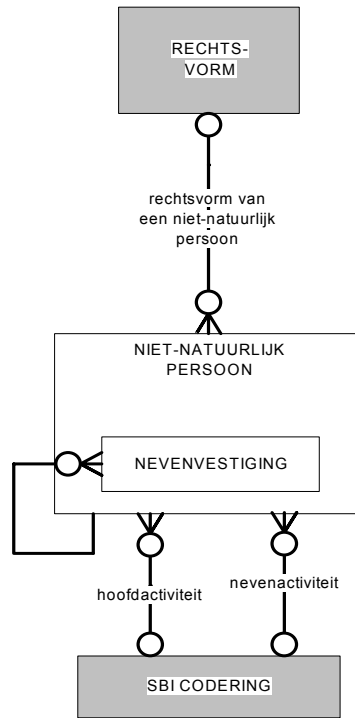 RECHTS-
VORM
rechtsvorm van
een niet-natuurlijk
persoon
NIET-NATUURLIJK
PERSOON
NEVENVESTIGING
hoofdactiviteit
nevenactiviteit
SBI CODERING